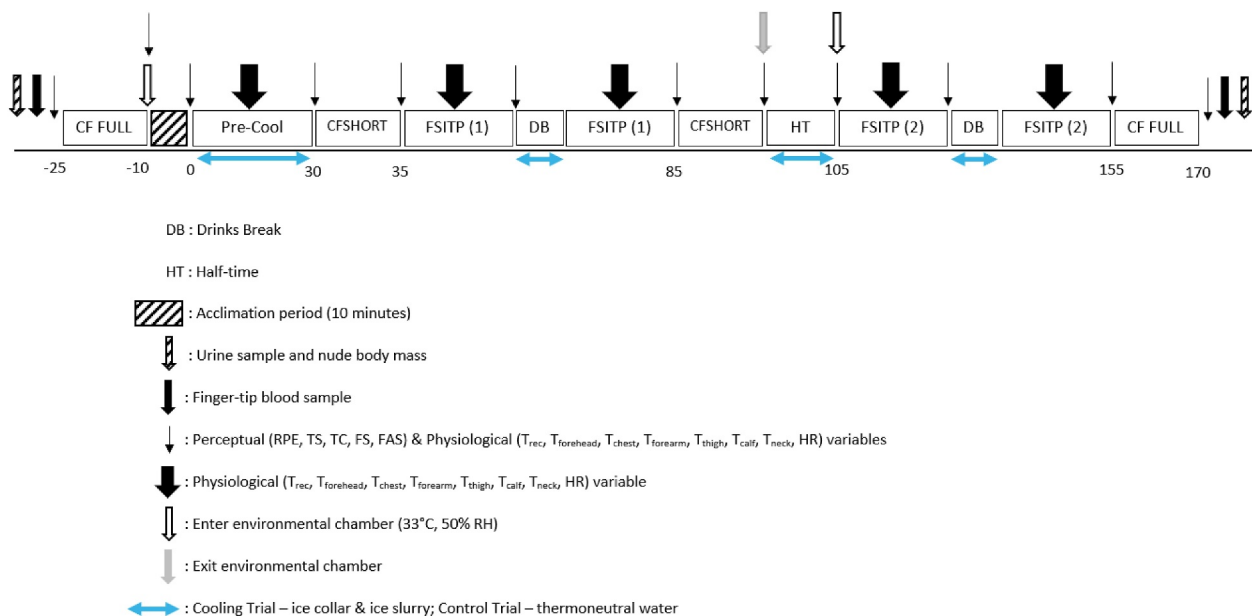 CF FULL Pre-Cool CFSHORT FSITP (1) DB FSITP (1) CFSHORT HT FSITP (2) DB FSITP (2) CF FULL
-25 -10 0 30 35 85 105 155 170
DB : Drinks Break
HT : Half-time
: Acclimation period (10 minutes)
: Urine sample and nude body mass
: Finger-tip blood sample
: Perceptual (RPE, TS, TC, FS, FAS) & Physiological (Trec, Tforehead, Tchest, Tforearm, Tthigh, Tcalf, Tneck, HR) variables
: Physiological (Trec, Tforehead, Tchest, Tforearm, Tthigh, Tcalf, Tneck, HR) variable
: Enter environmental chamber (33°C, 50% RH)
: Exit environmental chamber
: Cooling Trial – ice collar & ice slurry; Control Trial – thermoneutral water